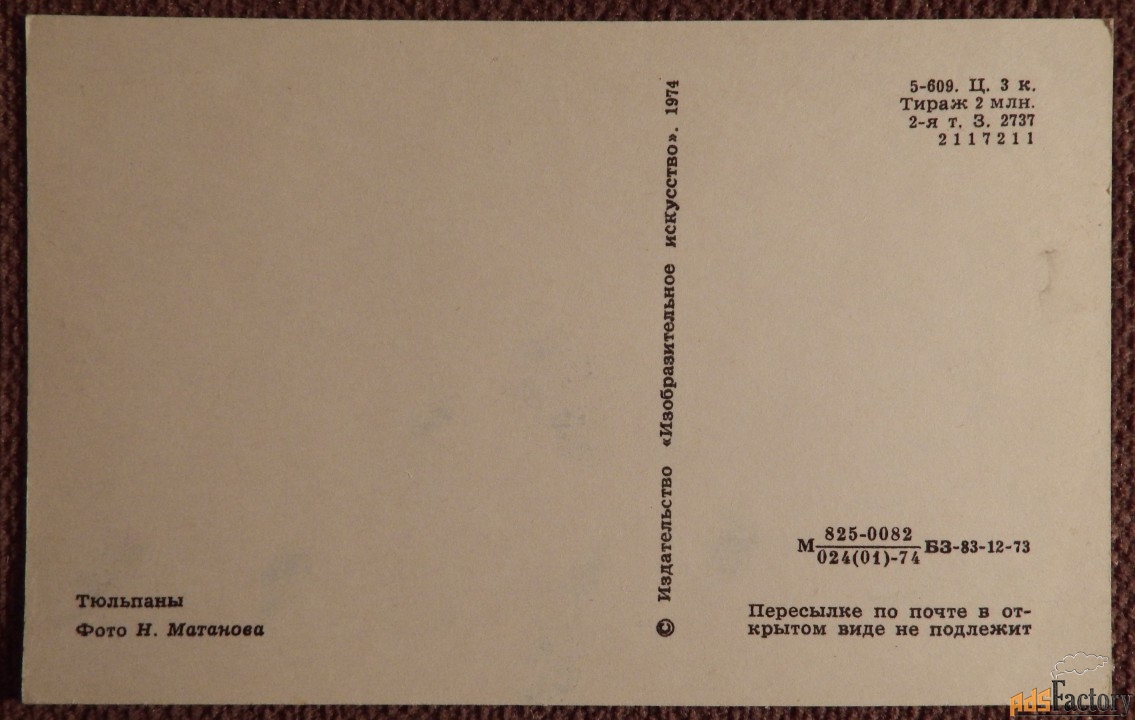 5-609. Ц. 3 к.
Тираж 2 млн.
2-я т. З. 2737
2117211
© Издательство «Изобразительное искусство». 1974
М 825-0082 БЗ-83-12-73
024(01)-74
Тюльпаны
Фото Н. Матанова
Пересылке по почте в от-
крытом виде не подлежит
adsFactory